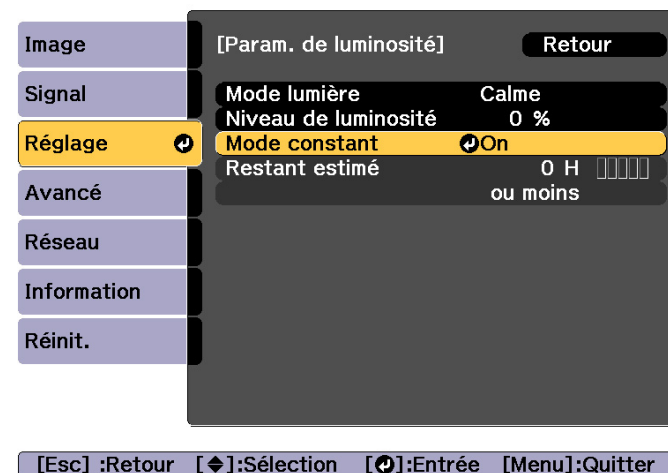 Image
Signal
Réglage
Avancé
Réseau
Information
Réinit.
[Param. de luminosité] Retour
Mode lumière Calme
Niveau de luminosité 0 %
Mode constant On
Restant estimé 0 H
ou moins
[Esc] :Retour [◆]:Sélection [↵]:Entrée [Menu]:Quitter